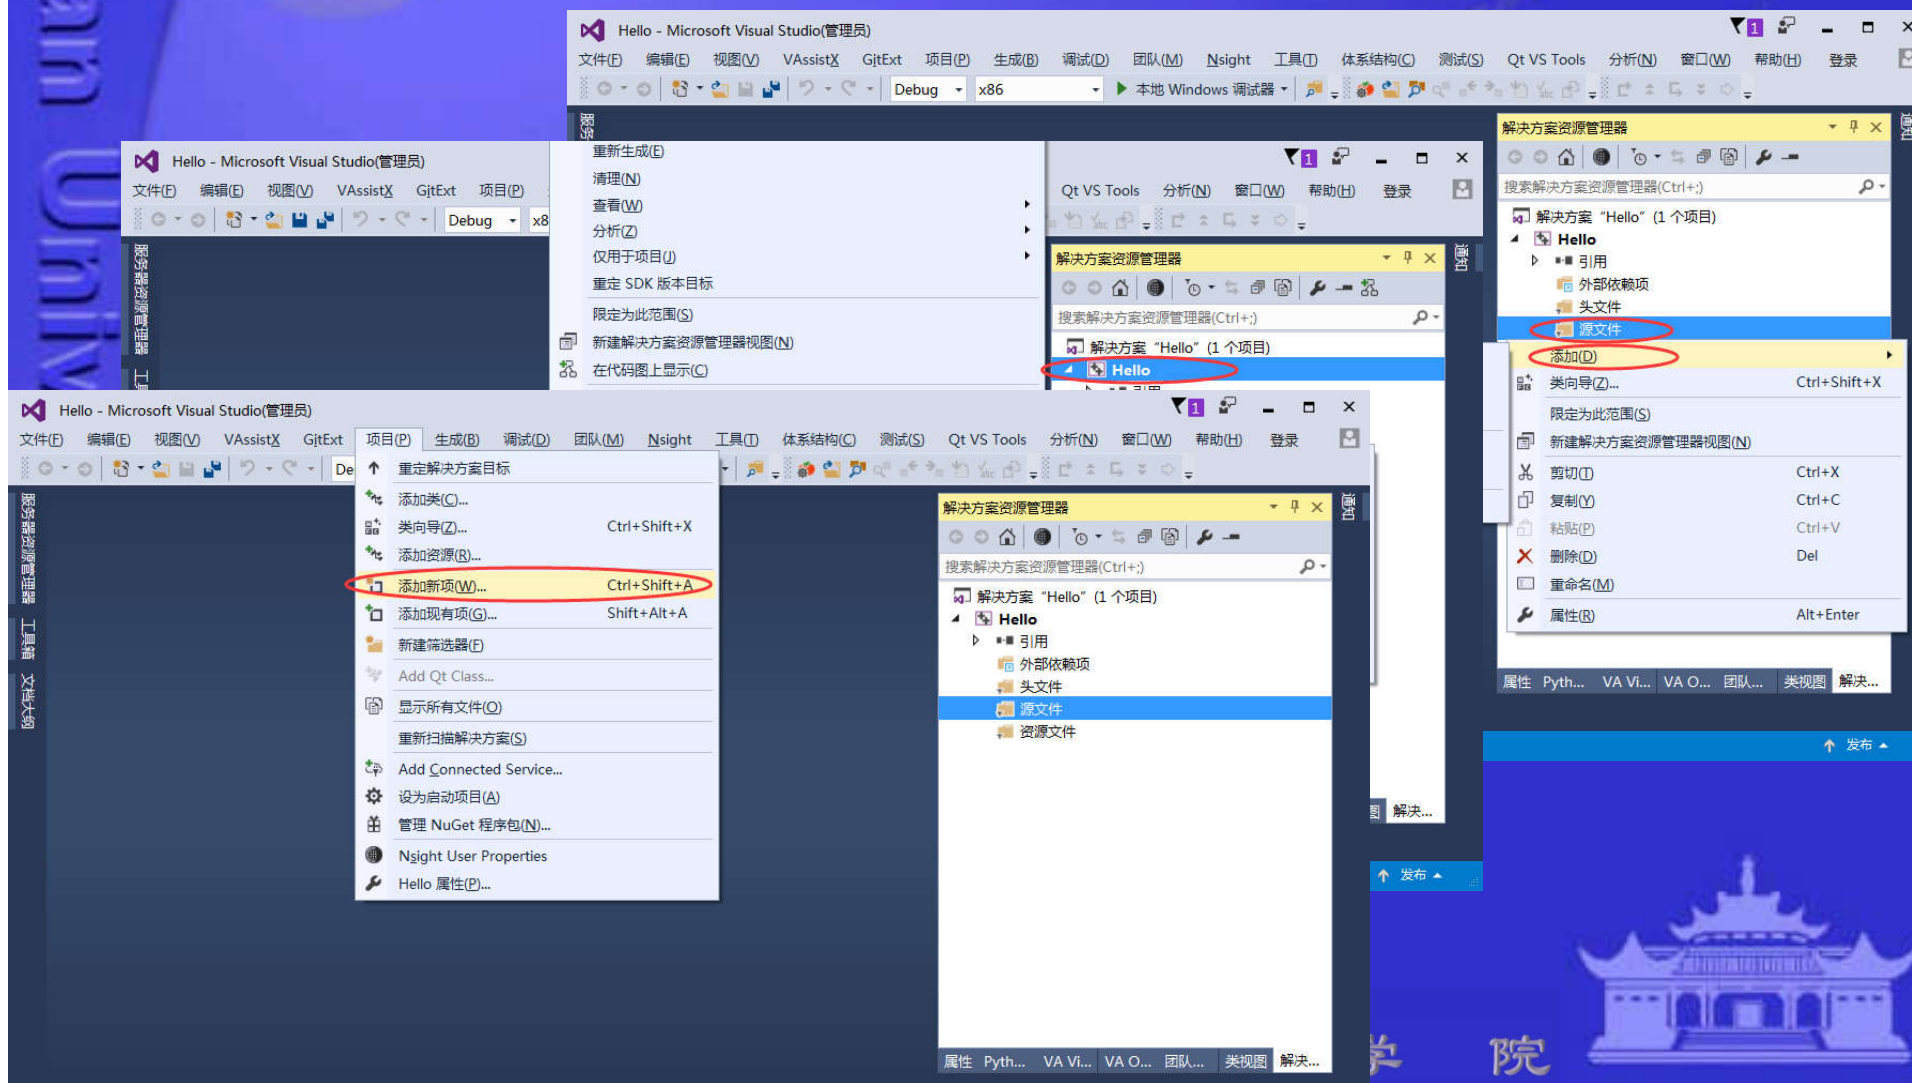 Hello - Microsoft Visual Studio(管理员)
1
文件(F) 编辑(E) 视图(V) VAssistX GitExt 项目(P) 生成(B) 调试(D) 团队(M) Nsight 工具(T) 体系结构(C) 测试(S) Qt VS Tools 分析(N) 窗口(W) 帮助(H) 登录
Debug x86 本地 Windows 调试器
服务
解决方案资源管理器
通知
搜索解决方案资源管理器(Ctrl+;)
解决方案 "Hello" (1 个项目)
Hello
引用
外部依赖项
头文件
源文件
添加(D)
类向导(Z)... Ctrl+Shift+X
限定为此范围(S)
新建解决方案资源管理器视图(N)
剪切(T) Ctrl+X
复制(Y) Ctrl+C
粘贴(P) Ctrl+V
删除(D) Del
重命名(M)
属性(R) Alt+Enter
属性 Pyth... VA Vi... VA O... 团队... 类视图 解决...
发布
Hello - Microsoft Visual Studio(管理员)
1
文件(F) 编辑(E) 视图(V) VAssistX GitExt 项目(P)
Qt VS Tools 分析(N) 窗口(W) 帮助(H) 登录
Debug x8
服务器资源管理器
重新生成(E)
清理(N)
查看(W)
分析(Z)
仅用于项目(J)
重定 SDK 版本目标
限定为此范围(S)
新建解决方案资源管理器视图(N)
在代码图上显示(C)
解决方案资源管理器
通知
搜索解决方案资源管理器(Ctrl+;)
解决方案 "Hello" (1 个项目)
Hello
解决...
发布
Hello - Microsoft Visual Studio(管理员)
1
文件(F) 编辑(E) 视图(V) VAssistX GitExt 项目(P) 生成(B) 调试(D) 团队(M) Nsight 工具(T) 体系结构(C) 测试(S) Qt VS Tools 分析(N) 窗口(W) 帮助(H) 登录
De
服务器资源管理器
工具箱
文档大纲
重定解决方案目标
添加类(C)...
类向导(Z)... Ctrl+Shift+X
添加资源(R)...
添加新项(W)... Ctrl+Shift+A
添加现有项(G)... Shift+Alt+A
新建筛选器(F)
Add Qt Class...
显示所有文件(O)
重新扫描解决方案(S)
Add Connected Service...
设为启动项目(A)
管理 NuGet 程序包(N)...
Nsight User Properties
Hello 属性(P)...
解决方案资源管理器
通知
搜索解决方案资源管理器(Ctrl+;)
解决方案 "Hello" (1 个项目)
Hello
引用
外部依赖项
头文件
源文件
资源文件
属性 Pyth... VA Vi... VA O... 团队... 类视图 解决...
an Univ
学 院